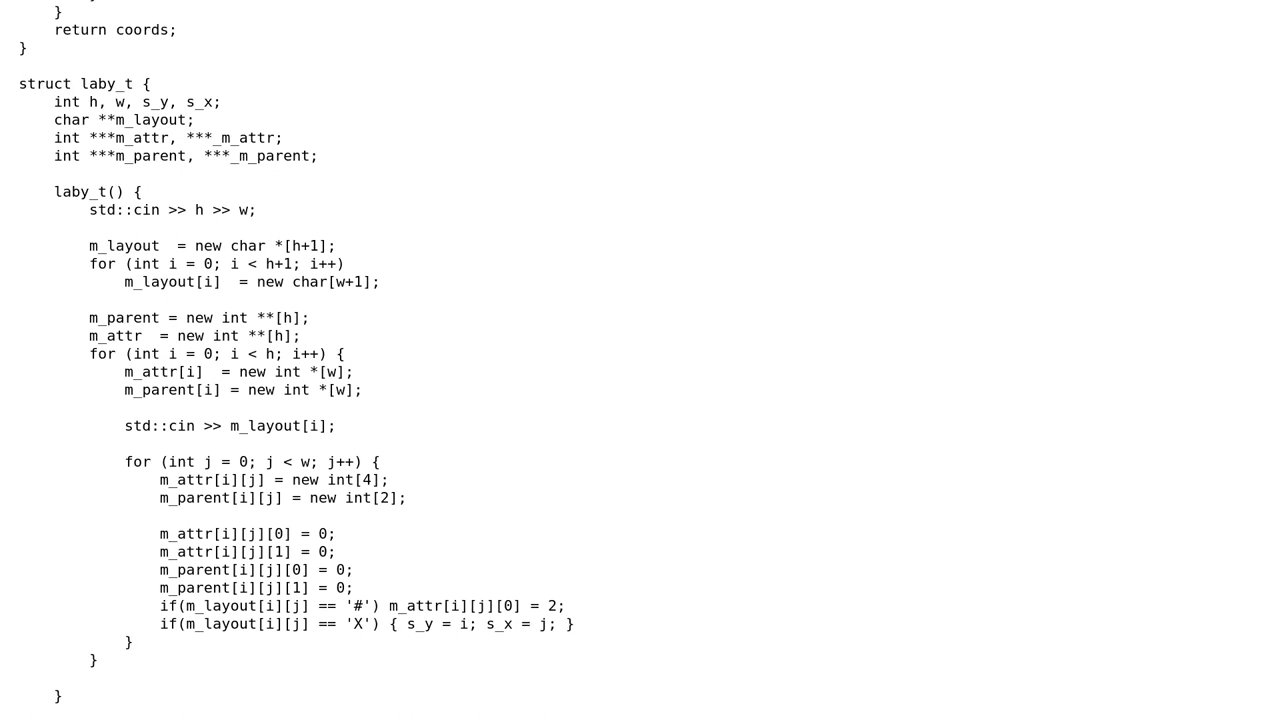 }
    return coords;
}

struct laby_t {
    int h, w, s_y, s_x;
    char **m_layout;
    int ***m_attr, ***_m_attr;
    int ***m_parent, ***_m_parent;

    laby_t() {
        std::cin >> h >> w;

        m_layout  = new char *[h+1];
        for (int i = 0; i < h+1; i++)
            m_layout[i]  = new char[w+1];

        m_parent = new int **[h];
        m_attr  = new int **[h];
        for (int i = 0; i < h; i++) {
            m_attr[i]  = new int *[w];
            m_parent[i] = new int *[w];

            std::cin >> m_layout[i];

            for (int j = 0; j < w; j++) {
                m_attr[i][j] = new int[4];
                m_parent[i][j] = new int[2];

                m_attr[i][j][0] = 0;
                m_attr[i][j][1] = 0;
                m_parent[i][j][0] = 0;
                m_parent[i][j][1] = 0;
                if(m_layout[i][j] == '#') m_attr[i][j][0] = 2;
                if(m_layout[i][j] == 'X') { s_y = i; s_x = j; }
            }
        }

    }